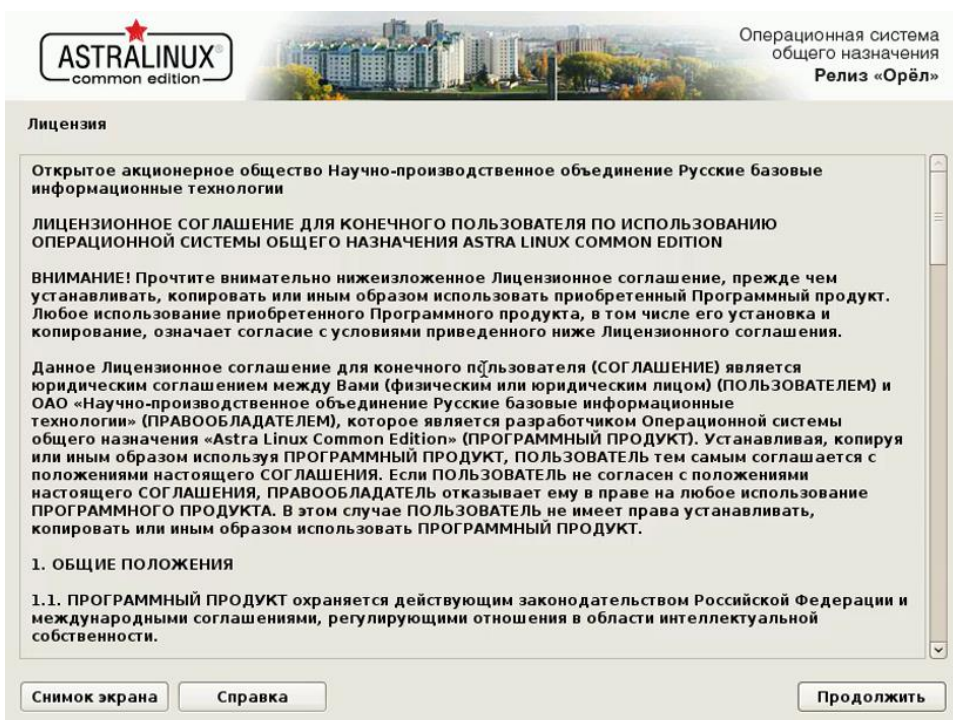 ASTRALINUX®
common edition
Операционная система
общего назначения
Релиз «Орёл»
Лицензия
Открытое акционерное общество Научно-производственное объединение Русские базовые
информационные технологии
ЛИЦЕНЗИОННОЕ СОГЛАШЕНИЕ ДЛЯ КОНЕЧНОГО ПОЛЬЗОВАТЕЛЯ ПО ИСПОЛЬЗОВАНИЮ
ОПЕРАЦИОННОЙ СИСТЕМЫ ОБЩЕГО НАЗНАЧЕНИЯ ASTRA LINUX COMMON EDITION
ВНИМАНИЕ! Прочтите внимательно нижеизложенное Лицензионное соглашение, прежде чем
устанавливать, копировать или иным образом использовать приобретенный Программный продукт.
Любое использование приобретенного Программного продукта, в том числе его установка и
копирование, означает согласие с условиями приведенного ниже Лицензионного соглашения.
Данное Лицензионное соглашение для конечного пользователя (СОГЛАШЕНИЕ) является
юридическим соглашением между Вами (физическим или юридическим лицом) (ПОЛЬЗОВАТЕЛЕМ) и
ОАО «Научно-производственное объединение Русские базовые информационные
технологии» (ПРАВООБЛАДАТЕЛЕМ), которое является разработчиком Операционной системы
общего назначения «Astra Linux Common Edition» (ПРОГРАММНЫЙ ПРОДУКТ). Устанавливая, копируя
или иным образом используя ПРОГРАММНЫЙ ПРОДУКТ, ПОЛЬЗОВАТЕЛЬ тем самым соглашается с
положениями настоящего СОГЛАШЕНИЯ. Если ПОЛЬЗОВАТЕЛЬ не согласен с положениями
настоящего СОГЛАШЕНИЯ, ПРАВООБЛАДАТЕЛЬ отказывает ему в праве на любое использование
ПРОГРАММНОГО ПРОДУКТА. В этом случае ПОЛЬЗОВАТЕЛЬ не имеет права устанавливать,
копировать или иным образом использовать ПРОГРАММНЫЙ ПРОДУКТ.
1. ОБЩИЕ ПОЛОЖЕНИЯ
1.1. ПРОГРАММНЫЙ ПРОДУКТ охраняется действующим законодательством Российской Федерации и
международными соглашениями, регулирующими отношения в области интеллектуальной
собственности.
Снимок экрана
Справка
Продолжить